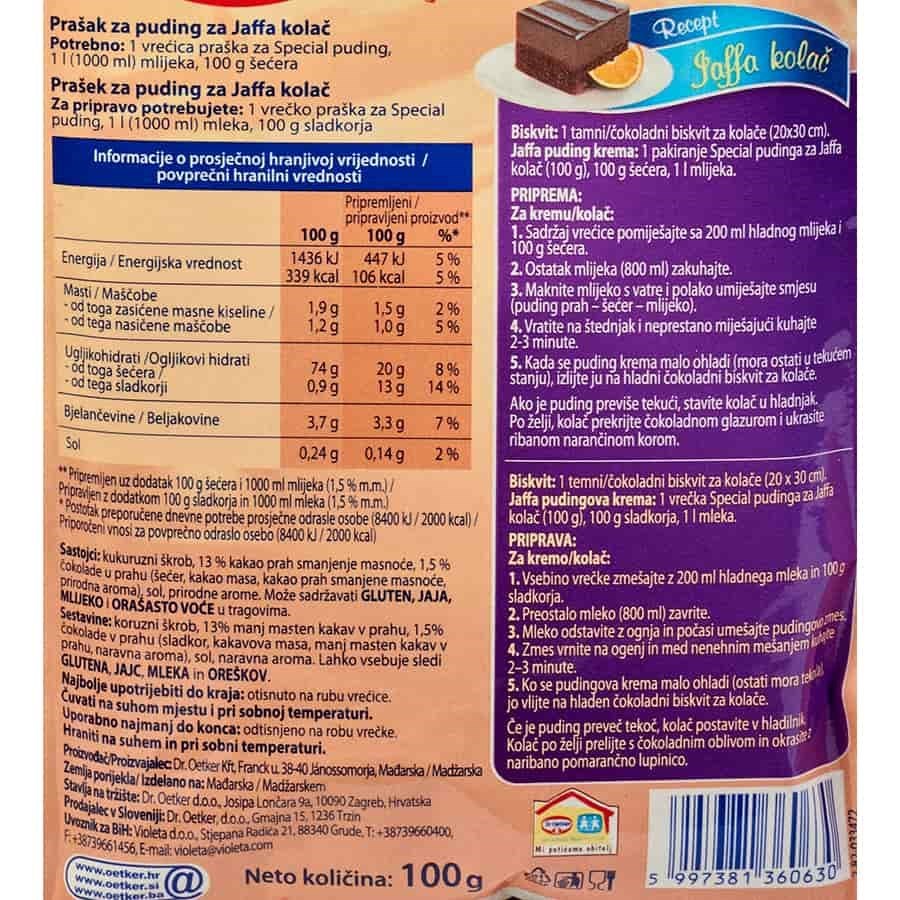 Prašak za puding za Jaffa kolač
Potrebno: 1 vrećica praška za Special puding,
1 l (1000 ml) mlijeka, 100 g šećera
Prašek za puding za Jaffa kolač
Za pripravo potrebujete: 1 vrečko praška za Special
puding, 1 l (1000 ml) mleka, 100 g sladkorja
Informacije o prosječnoj hranjivoj vrijednosti /
povprečni hranilni vrednosti
Pripremljeni /
pripravljeni proizvod**
100 g 100 g %*
Energija / Energijska vrednost 1436 kJ 447 kJ 5 %
339 kcal 106 kcal 5 %
Masti / Maščobe 1,9 g 1,5 g 2 %
- od toga zasićene masne kiseline /
- od tega nasičene maščobe 1,2 g 1,0 g 5 %
Ugljikohidrati /Ogljikovi hidrati 74 g 20 g 8 %
- od toga šećera /
- od tega sladkorji 0,9 g 13 g 14 %
Bjelančevine / Beljakovine 3,7 g 3,3 g 7 %
Sol 0,24 g 0,14 g 2 %
** Pripremljen uz dodatak 100 g šećera i 1000 ml mlijeka (1,5 % m.m.) /
Pripravljen z dodatkom 100 g sladkorja in 1000 ml mleka (1,5 % m.m.)
* Postotak preporučene dnevne potrebe prosječne odrasle osobe (8400 kJ / 2000 kcal) /
Priporočeni vnosi za povprečno odraslo osebo (8400 kJ / 2000 kcal)
Sastojci: kukuruzni škrob, 13 % kakao prah smanjenje masnoće, 1,5 %
čokolade u prahu (šećer, kakao masa, kakao prah smanjene masnoće,
prirodna aroma), sol, prirodne arome. Može sadržavati GLUTEN, JAJA,
MLIJEKO i ORAŠASTO VOĆE u tragovima.
Sestavine: koruzni škrob, 13% manj masten kakav v prahu, 1,5%
čokolade v prahu (sladkor, kakavova masa, manj masten kakav v
prahu, naravna aroma), sol, naravna aroma. Lahko vsebuje sledi
GLUTENA, JAJC, MLEKA in OREŠKOV.
Najbolje upotrijebiti do kraja: otisnuto na rubu vrećice.
Čuvati na suhom mjestu i pri sobnoj temperaturi.
Uporabno najmanj do konca: odtisnjeno na robu vrečke.
Hraniti na suhem in pri sobni temperaturi.
Proizvođač/Proizvajalec: Dr. Oetker Kft, Franck u. 38-40 Jánossomorja, Mađarska / Madžarska
Zemlja porijekla/ Izdelano na: Mađarska / Madžarskem
Stavlja na tržište: Dr. Oetker d.o.o., Josipa Lončara 9a, 10090 Zagreb, Hrvatska
Prodajalec v Sloveniji: Dr. Oetker, d.o.o., Gmajna 15, 1236 Trzin
Uvoznik za BiH: Violeta d.o.o., Stjepana Radića 21, 88340 Grude, T: +38739660400,
F: +38739661456, E-mail: violeta@violeta.com
www.oetker.hr
www.oetker.si
www.oetker.ba
@
Neto količina: 100 g
Recept
Jaffa kolač
Biskvit: 1 tamni/čokoladni biskvit za kolače (20x30 cm).
Jaffa puding krema: 1 pakiranje Special pudinga za Jaffa
kolač (100 g), 100 g šećera, 1 l mlijeka.
PRIPREMA:
Za kremu/kolač:
1. Sadržaj vrećice pomiješajte sa 200 ml hladnog mlijeka i
100 g šećera.
2. Ostatak mlijeka (800 ml) zakuhajte.
3. Maknite mlijeko s vatre i polako umiješajte smjesu
(puding prah – šećer – mlijeko).
4. Vratite na štednjak i neprestano miješajući kuhajte
2-3 minute.
5. Kada se puding krema malo ohladi (mora ostati u tekućem
stanju), izlijte ju na hladni čokoladni biskvit za kolače.
Ako je puding previše tekući, stavite kolač u hladnjak.
Po želji, kolač prekrijte čokoladnom glazurom i ukrasite
ribanom narančinom korom.
Biskvit: 1 temni/čokoladni biskvit za kolače (20 x 30 cm).
Jaffa pudingova krema: 1 vrečka Special pudinga za Jaffa
kolač (100 g), 100 g sladkorja, 1 l mleka.
PRIPRAVA:
Za kremo/kolač:
1. Vsebino vrečke zmešajte z 200 ml hladnega mleka in 100 g
sladkorja.
2. Preostalo mleko (800 ml) zavrite.
3. Mleko odstavite z ognja in počasi umešajte pudingovo zmes.
4. Zmes vrnite na ogenj in med nenehnim mešanjem kuhajte
2–3 minute.
5. Ko se pudingova krema malo ohladi (ostati mora tekoča),
jo vlijte na hladen čokoladni biskvit za kolače.
Če je puding preveč tekoč, kolač postavite v hladilnik.
Kolač po želji prelijte s čokoladnim oblivom in okrasite z
naribano pomarančno lupinico.
Dr. Oetker
Mi potičemo obitelj
5 997381 360630